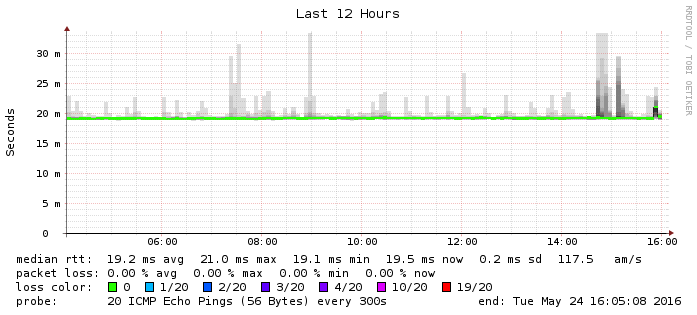 Last 12 Hours
RRDTOOL / TOBI OETIKER
Seconds
30 m
25 m
20 m
15 m
10 m
5 m
0
06:00 08:00 10:00 12:00 14:00 16:00
median rtt: 19.2 ms avg 21.0 ms max 19.1 ms min 19.5 ms now 0.2 ms sd 117.5 am/s
packet loss: 0.00 % avg 0.00 % max 0.00 % min 0.00 % now
loss color: 0 1/20 2/20 3/20 4/20 10/20 19/20
probe: 20 ICMP Echo Pings (56 Bytes) every 300s end: Tue May 24 16:05:08 2016